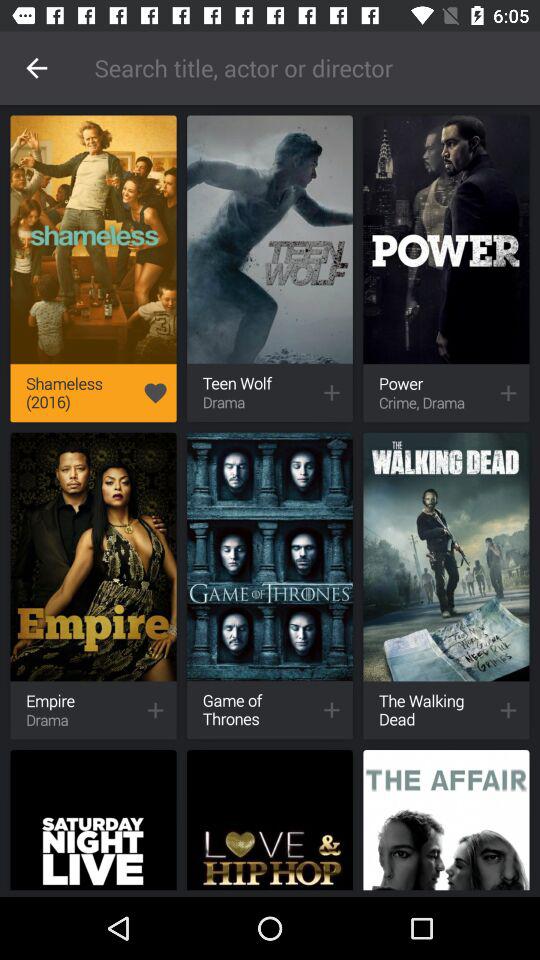 6:05
Search title, actor or director
shameless
TEEN
WOLF
POWER
Shameless
(2016)
Teen Wolf
Drama
Power
Crime, Drama
Empire
GAME OF THRONES
THE
WALKING DEAD
Empire
Drama
Game of
Thrones
The Walking
Dead
SATURDAY
NIGHT
LIVE
LOVE &
HIP HOP
THE AFFAIR